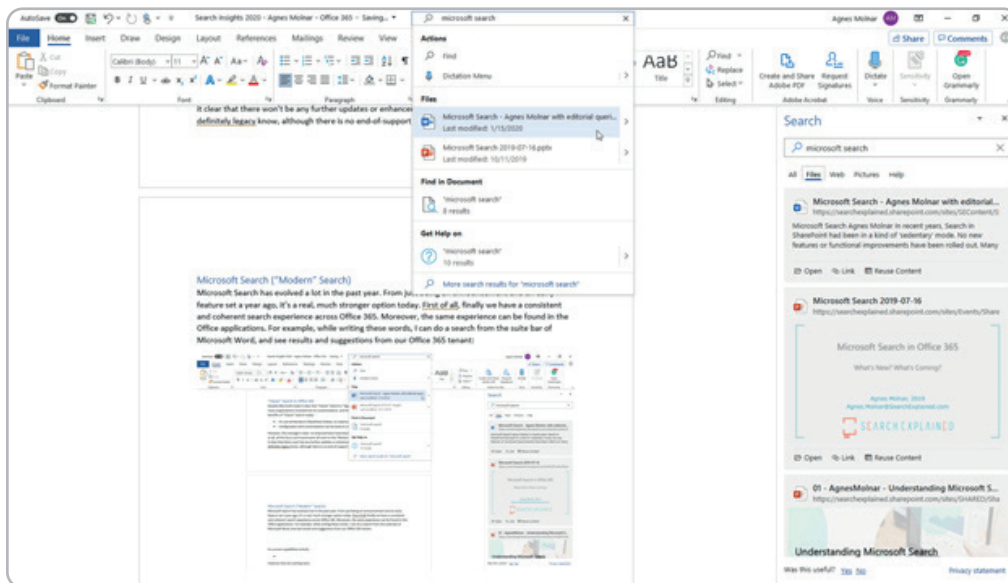 AutoSave On
Search Insights 2020 - Agnes Molnar - Office 365 - Saving...
microsoft search
Agnes Molnar
File Home Insert Draw Design Layout References Mailings Review View
Share Comments
Paste
Cut
Copy
Format Painter
Clipboard
Calibri (Body) 11
Font
Paragraph
AaB
Title
Find
Replace
Select
Editing
Create and Share Adobe PDF
Request Signatures
Adobe Acrobat
Dictate
Voice
Sensitivity
Sensitivity
Open Grammarly
Grammarly
Actions
Find
Dictation Menu
Files
Microsoft Search - Agnes Molnar with editorial queri...
Last modified: 1/15/2020
Microsoft Search 2019-07-16.pptx
Last modified: 10/11/2019
Find in Document
"microsoft search"
8 results
Get Help on
"microsoft search"
10 results
More search results for "microsoft search"
it clear that there won't be any further updates or enhance
definitely legacy know, although there is no end-of-support
Microsoft Search ("Modern" Search)
Microsoft Search has evolved a lot in the past year. From
feature set a year ago, it's a real, much stronger option today. First of all, finally we have a consistent
and coherent search experience across Office 365. Moreover, the same experience can be found in the
Office applications. For example, while writing these words, I can do a search from the suite bar of
Microsoft Word, and see results and suggestions from our Office 365 tenant:
Search
microsoft search
All Files Web Pictures Help
Microsoft Search - Agnes Molnar with editorial...
https://searchexplained.sharepoint.com/sites/SEContent/S
Microsoft Search Agnes Molnar In recent years, Search in
SharePoint had been in a kind of 'sedentary' mode. No new
features or functional improvements have been rolled out. Many
Open Link Reuse Content
Microsoft Search 2019-07-16
https://searchexplained.sharepoint.com/sites/Events/Share
Microsoft Search in Office 365
What's New? What's Coming?
Agnes Molnar, 2019
Agnes.Molnar@SearchExplained.com
SEARCH EXPLAINED
Open Link Reuse Content
01 - AgnesMolnar - Understanding Microsoft S...
https://searchexplained.sharepoint.com/sites/SHARED/Sha
Understanding Microsoft Search
Was this useful? Yes No
Privacy statement